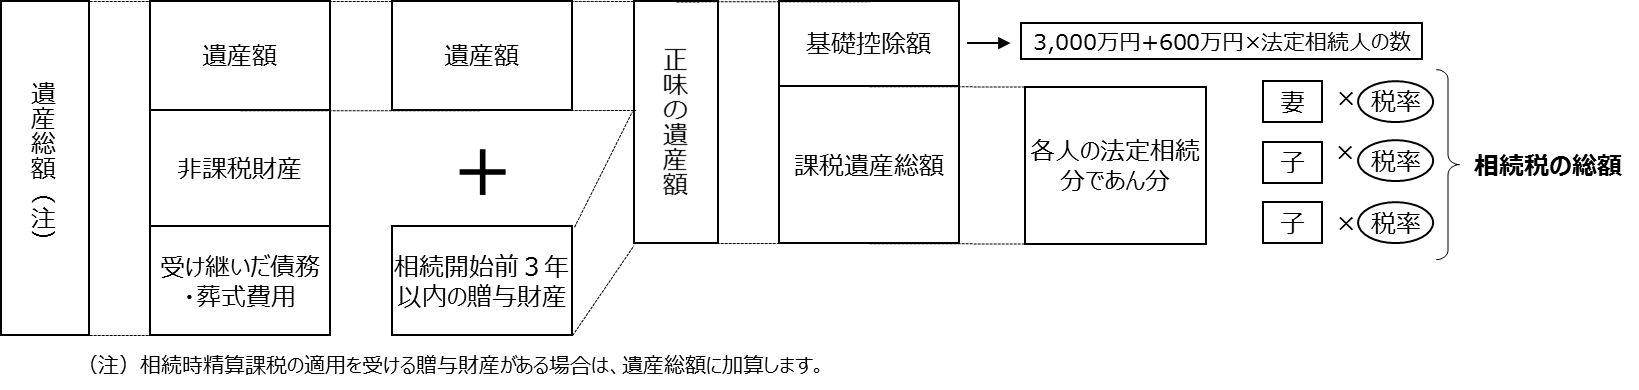 遺産総額（注）
遺産額
非課税財産
受け継いだ債務
・葬式費用
遺産額
＋
相続開始前３年
以内の贈与財産
正味の遺産額
基礎控除額
3,000万円+600万円×法定相続人の数
課税遺産総額
各人の法定相続
分であん分
妻 × 税率
子 × 税率
子 × 税率
相続税の総額
（注）相続時精算課税の適用を受ける贈与財産がある場合は、遺産総額に加算します。